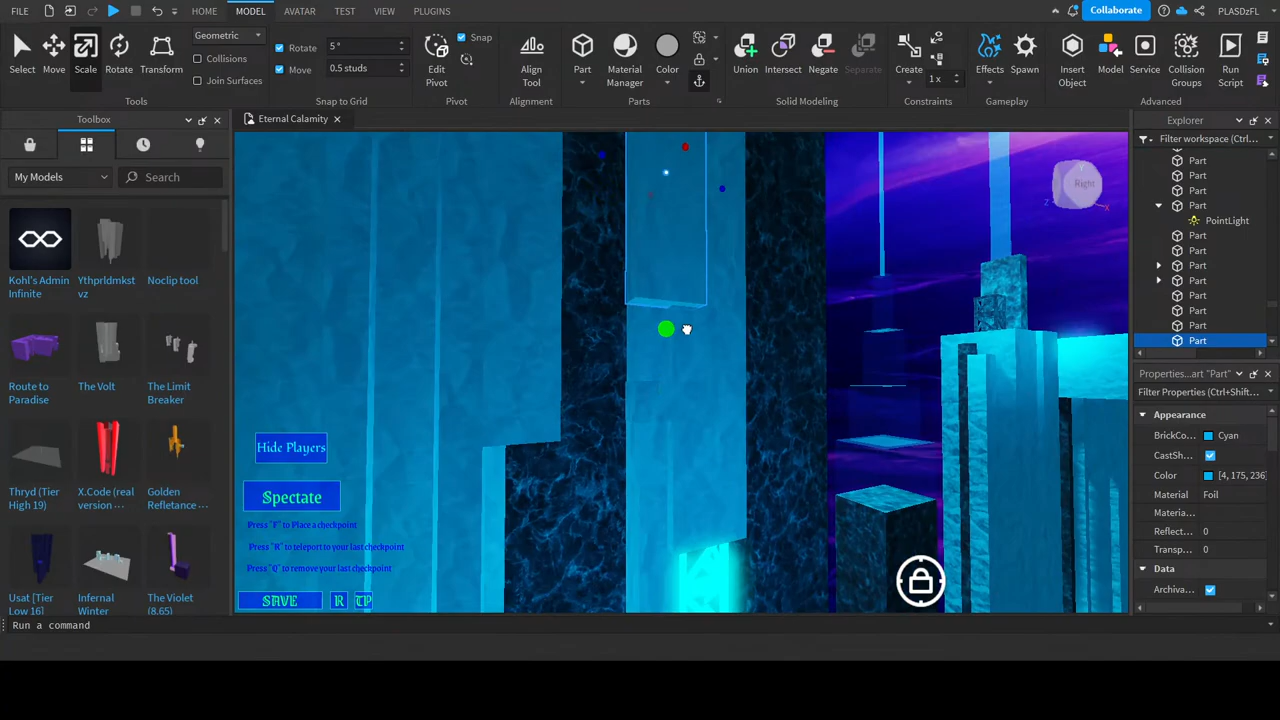 FILE HOME MODEL AVATAR TEST VIEW PLUGINS Collaborate PLASDzFL
Select Move Scale Rotate Transform
Geometric
Collisions
Join Surfaces
Rotate 5 °
Move 0.5 studs
Edit Pivot
Snap
Align Tool
Part Material Manager Color
Union Intersect Negate Separate
Create 1 x
Effects Spawn
Insert Object Model Service Collision Groups Run Script
Tools Snap to Grid Pivot Alignment Parts Solid Modeling Constraints Gameplay Advanced
Toolbox
My Models Search
Kohl's Admin Infinite
Ythprldmkst vz
Noclip tool
Route to Paradise
The Volt
The Limit Breaker
Thryd (Tier High 19)
X.Code (real version ...
Golden Refletance ...
Usat [Tier Low 16]
Infernal Winter
The Violet (8.65)
Eternal Calamity
Right
Y
Z
X
Hide Players
Spectate
Press "F" to Place a checkpoint
Press "R" to teleport to your last checkpoint
Press "Q" to remove your last checkpoint
SAVE R TP
Explorer
Filter workspace (Ctrl+...
Part
Part
Part
Part
PointLight
Part
Part
Part
Part
Part
Part
Part
Part
Properties...art "Part"
Filter Properties (Ctrl+Shift...
Appearance
BrickCo... Cyan
CastSh...
Color [4, 175, 236]
Material Foil
Materia...
Reflect... 0
Transp... 0
Data
Archiva...
Run a command